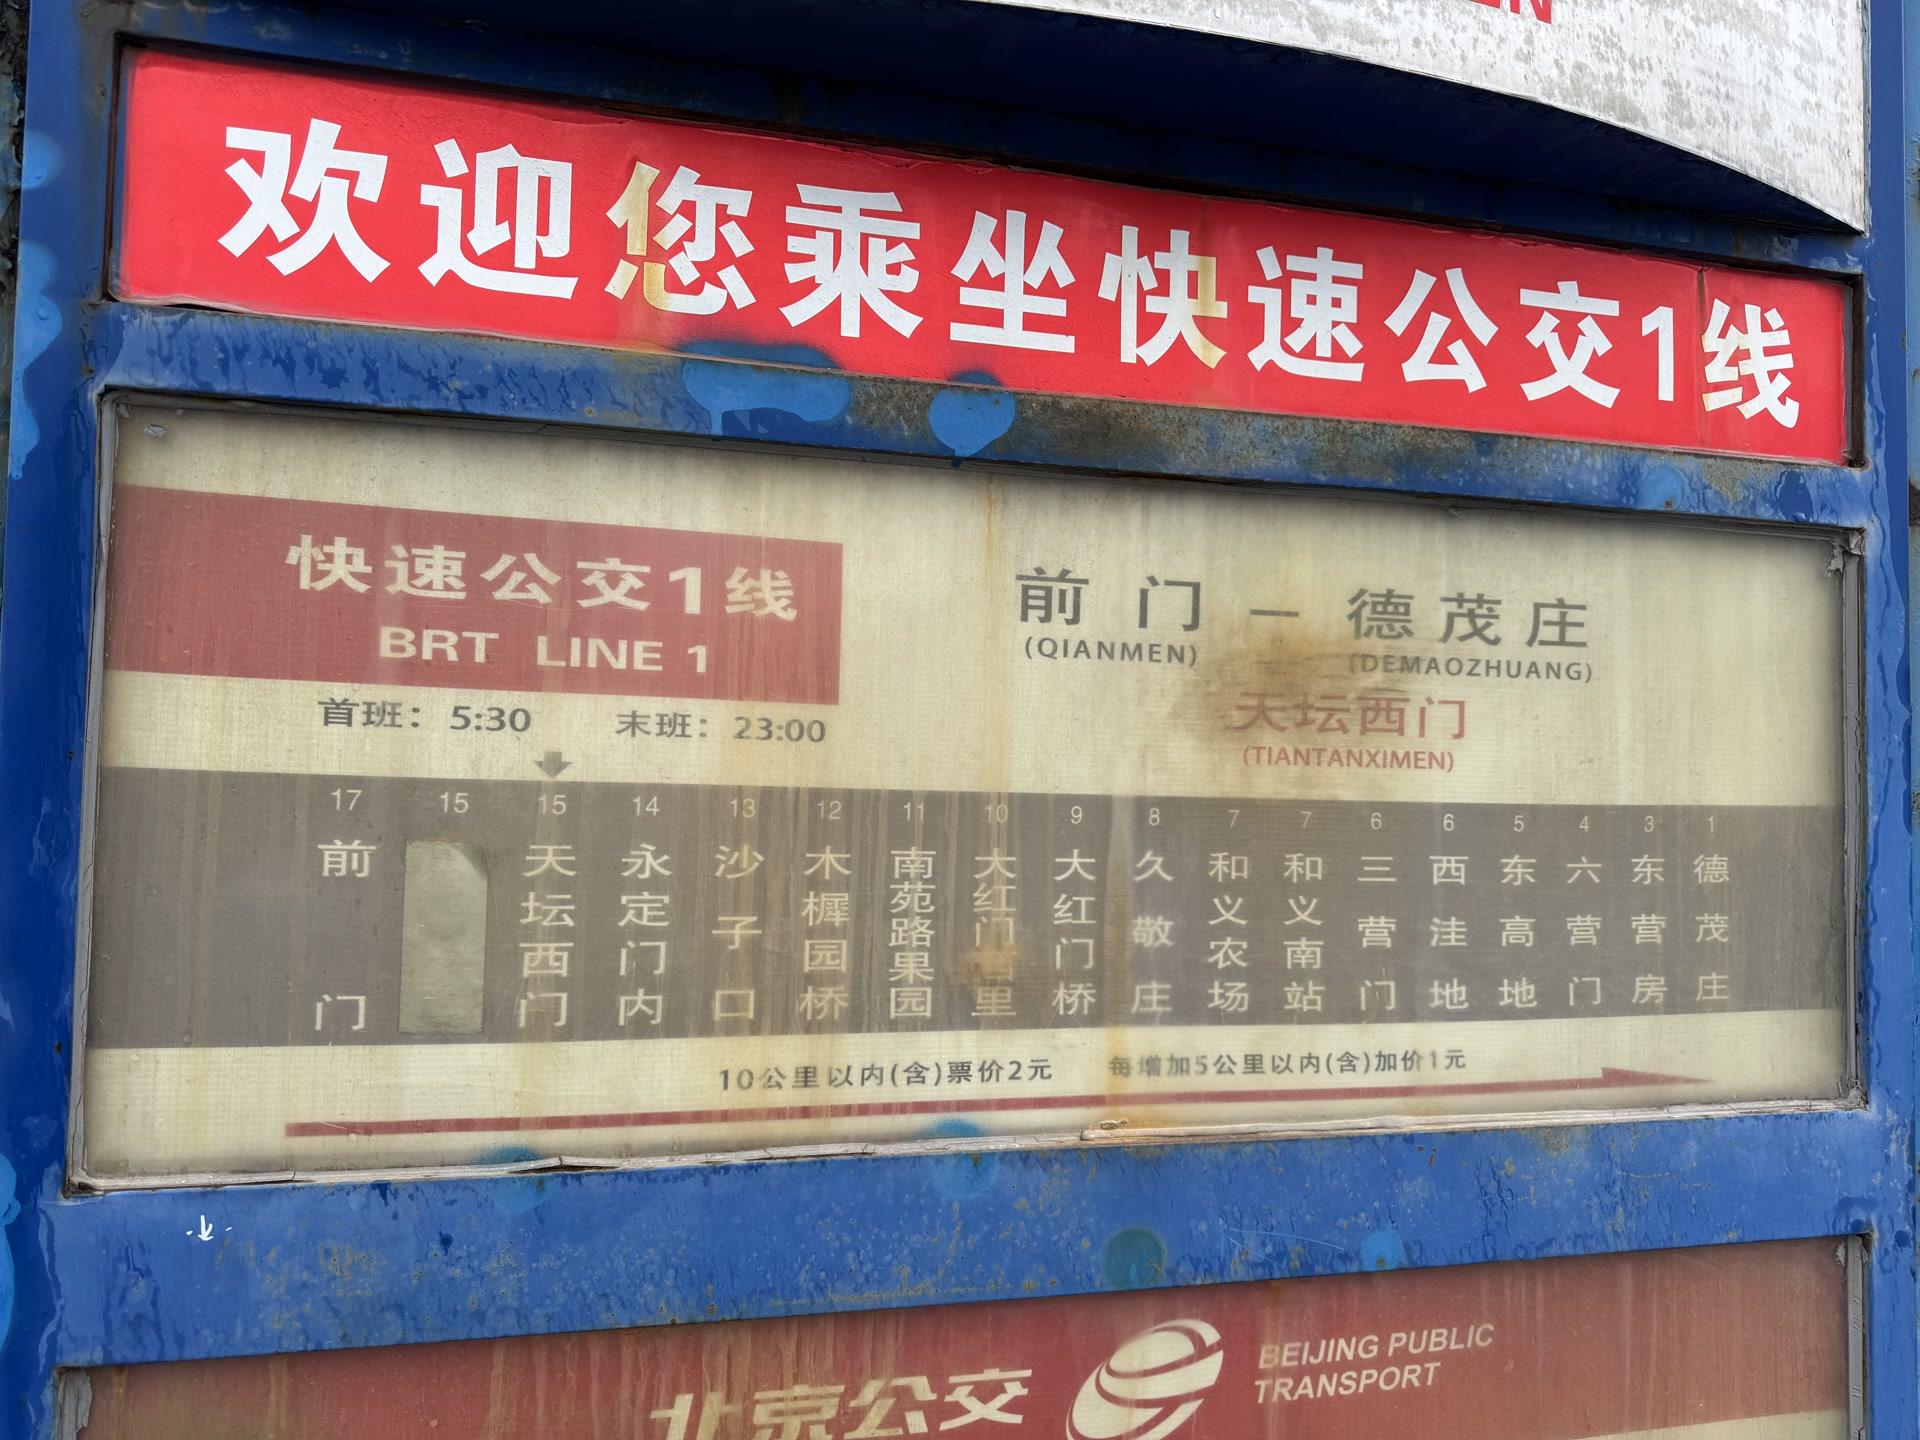 EN
欢迎您乘坐快速公交1线
快速公交1线
BRT LINE 1
首班：5:30 末班：23:00
前门 — 德茂庄
(QIANMEN) (DEMAOZHUANG)
天坛西门
(TIANTANXIMEN)
17 15 15 14 13 12 11 10 9 8 7 7 6 6 5 4 3 1
前门
天坛西门
永定门内
沙子口
木樨园桥
南苑路果园
大红门里
大红门桥
久敬庄
和义农场
和义南站
三营门
西洼地
东高地
六营门
东营房
德茂庄
10公里以内(含)票价2元 每增加5公里以内(含)加价1元
北京公交
BEIJING PUBLIC
TRANSPORT